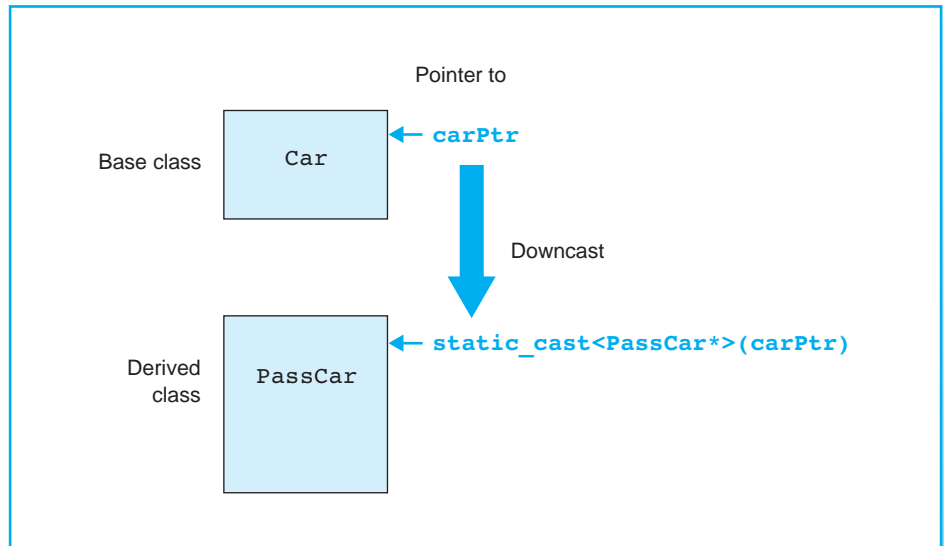 Pointer to
carPtr
Base class
Car
Downcast
static_cast<PassCar*>(carPtr)
Derived
class
PassCar